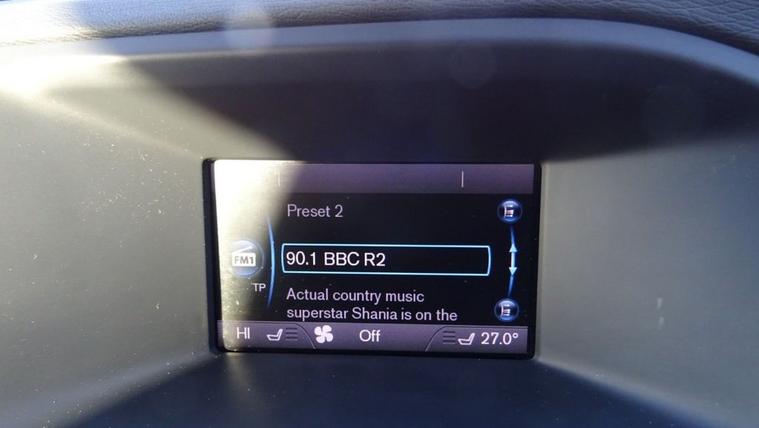 Preset 2
FM1
90.1 BBC R2
TP
Actual country music
superstar Shania is on the
HI
Off
27.0°